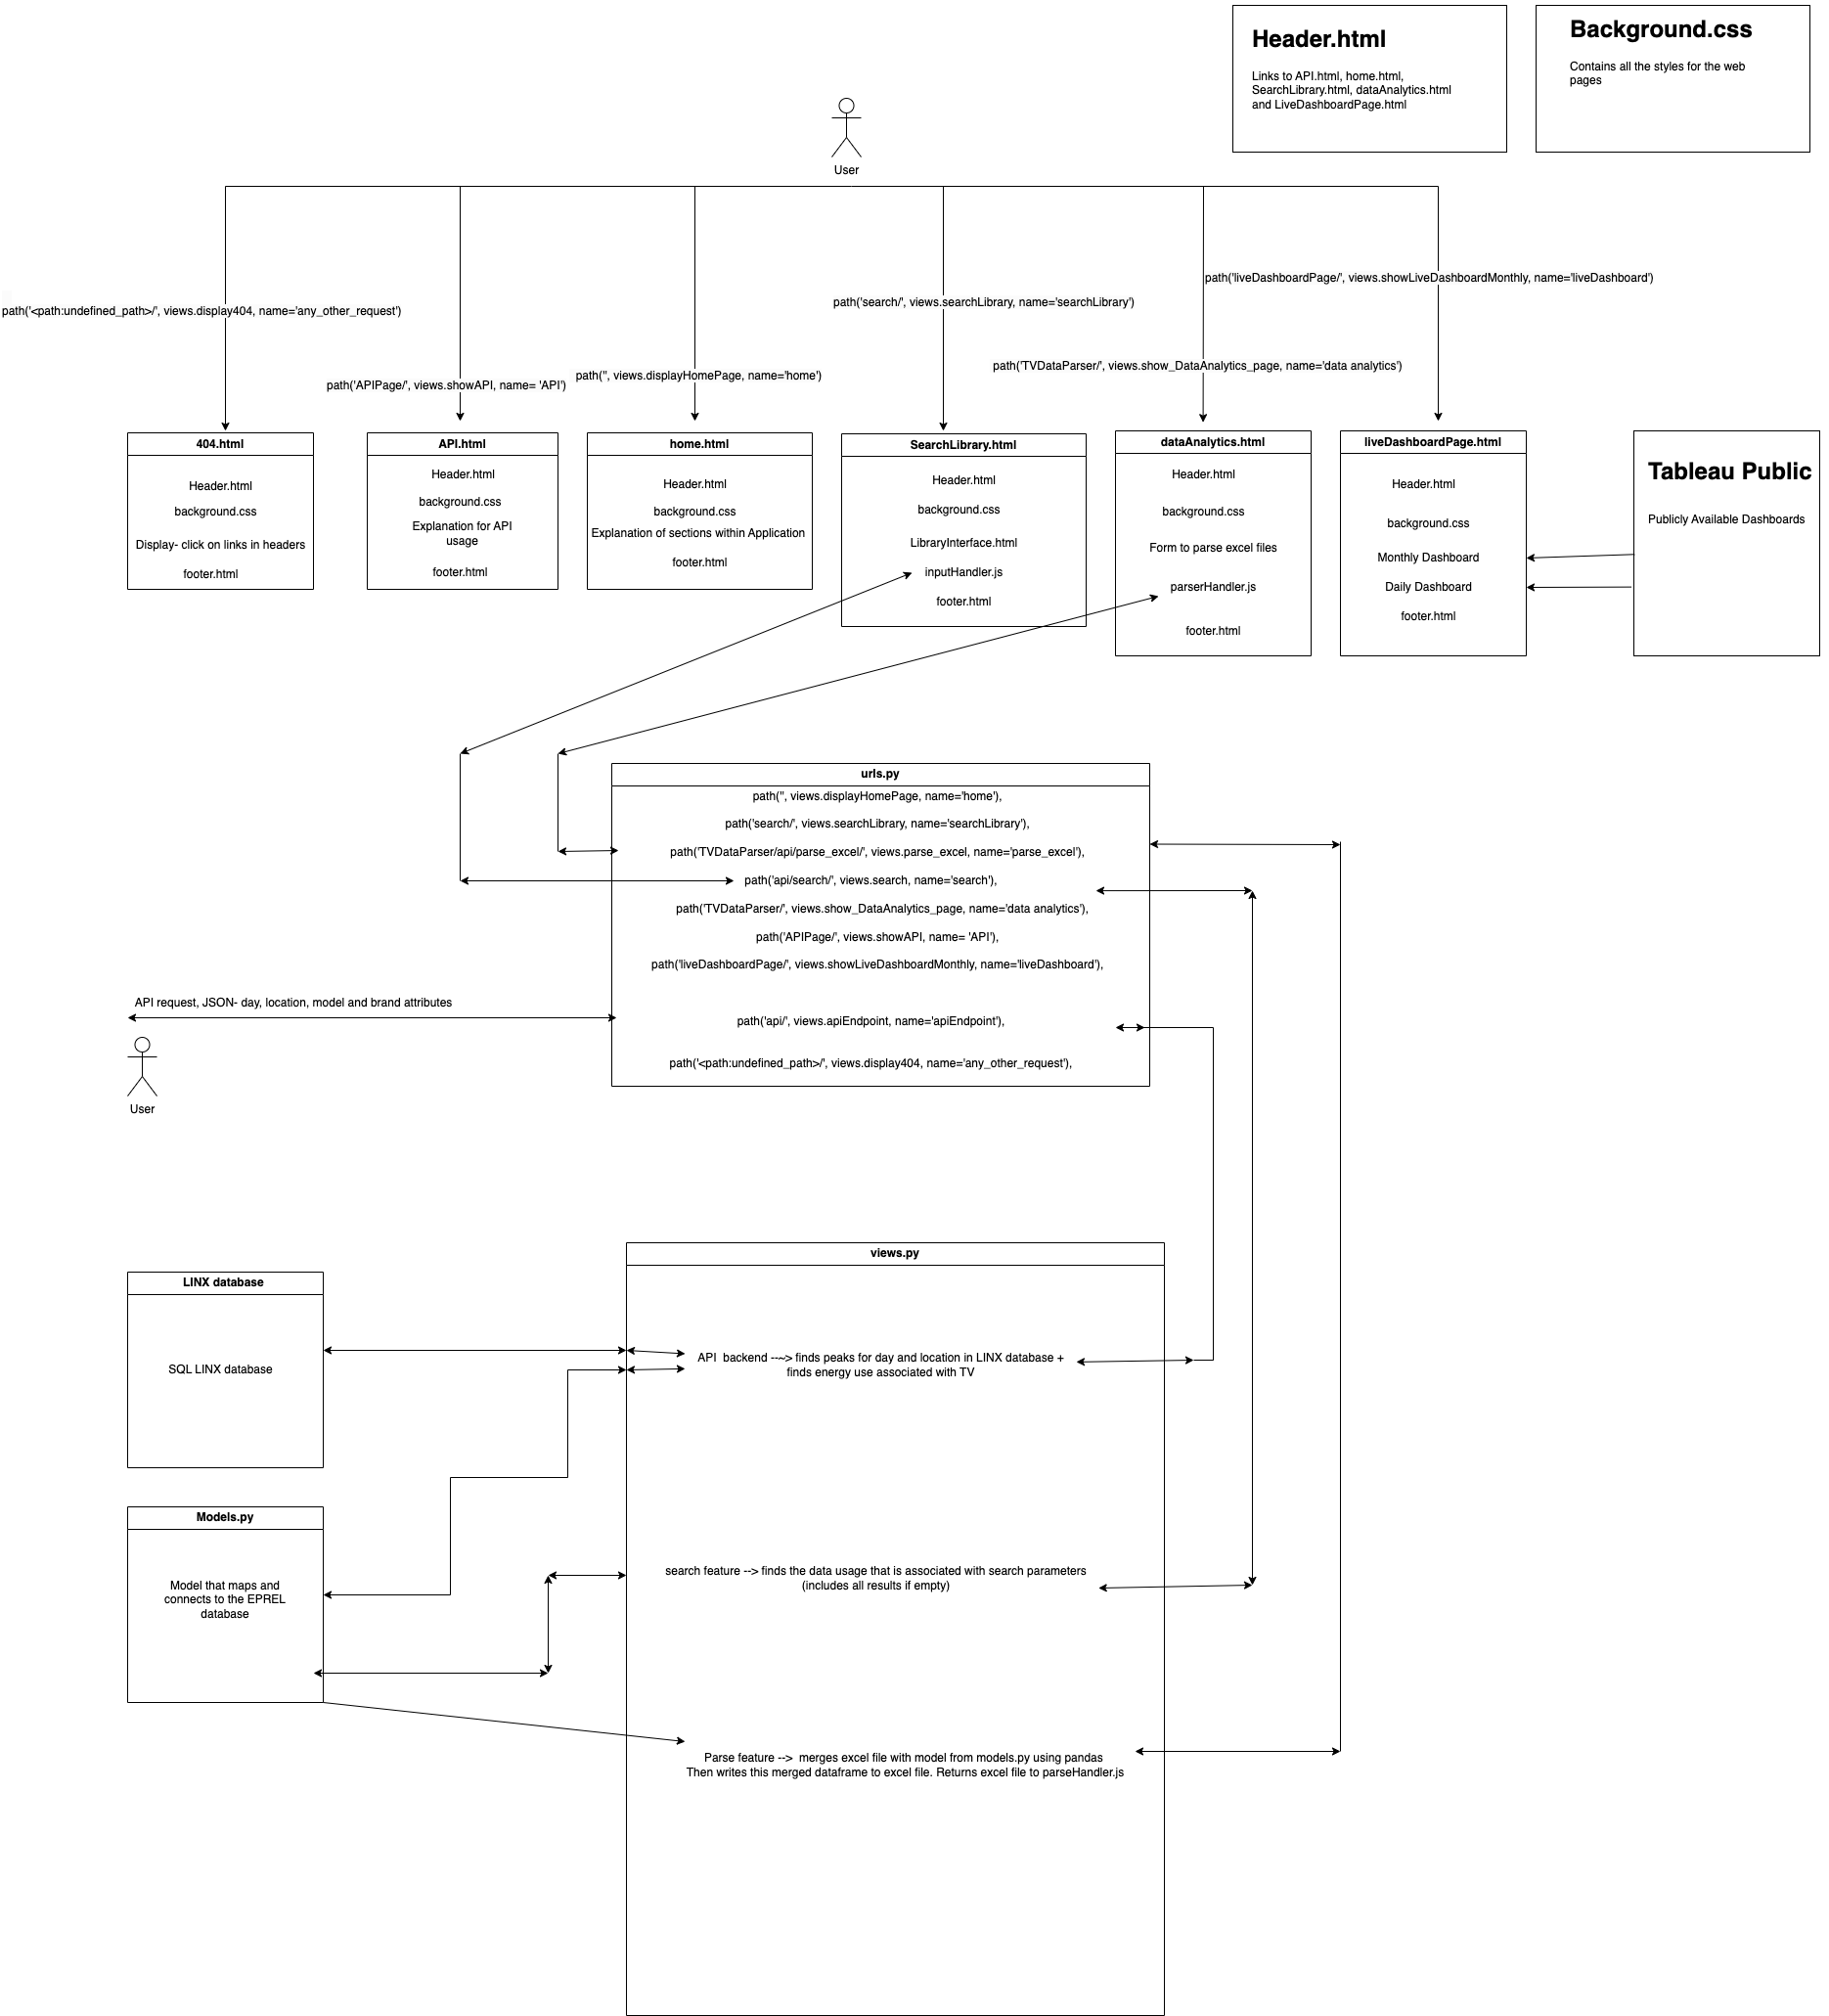 Header.html
Links to API.html, home.html,
SearchLibrary.html, dataAnalytics.html
and LiveDashboardPage.html
Background.css
Contains all the styles for the web
pages
User
path('<path:undefined_path>/', views.display404, name='any_other_request')
path('APIPage/', views.showAPI, name= 'API')
path('', views.displayHomePage, name='home')
path('search/', views.searchLibrary, name='searchLibrary')
path('TVDataParser/', views.show_DataAnalytics_page, name='data analytics')
path('liveDashboardPage/', views.showLiveDashboardMonthly, name='liveDashboard')
404.html
Header.html
background.css
Display- click on links in headers
footer.html
API.html
Header.html
background.css
Explanation for API
usage
footer.html
home.html
Header.html
background.css
Explanation of sections within Application
footer.html
SearchLibrary.html
Header.html
background.css
LibraryInterface.html
inputHandler.js
footer.html
dataAnalytics.html
Header.html
background.css
Form to parse excel files
parserHandler.js
footer.html
liveDashboardPage.html
Header.html
background.css
Monthly Dashboard
Daily Dashboard
footer.html
Tableau Public
Publicly Available Dashboards
urls.py
path('', views.displayHomePage, name='home'),
path('search/', views.searchLibrary, name='searchLibrary'),
path('TVDataParser/api/parse_excel/', views.parse_excel, name='parse_excel'),
path('api/search/', views.search, name='search'),
path('TVDataParser/', views.show_DataAnalytics_page, name='data analytics'),
path('APIPage/', views.showAPI, name= 'API'),
path('liveDashboardPage/', views.showLiveDashboardMonthly, name='liveDashboard'),
path('api/', views.apiEndpoint, name='apiEndpoint'),
path('<path:undefined_path>/', views.display404, name='any_other_request'),
API request, JSON- day, location, model and brand attributes
User
views.py
API  backend --~> finds peaks for day and location in LINX database +
finds energy use associated with TV
search feature --> finds the data usage that is associated with search parameters
(includes all results if empty)
Parse feature -->  merges excel file with model from models.py using pandas
Then writes this merged dataframe to excel file. Returns excel file to parseHandler.js
LINX database
SQL LINX database
Models.py
Model that maps and
connects to the EPREL
database